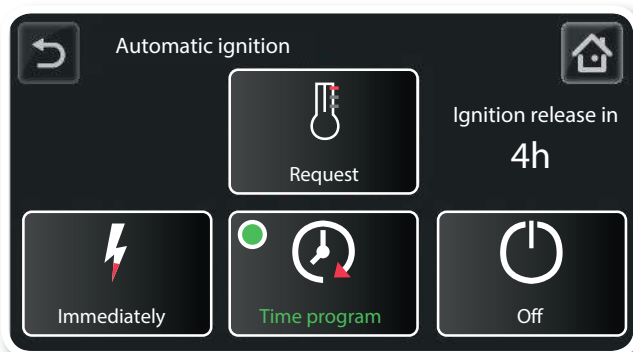 Automatic ignition
Request
Ignition release in
4h
Immediately
Time program
Off